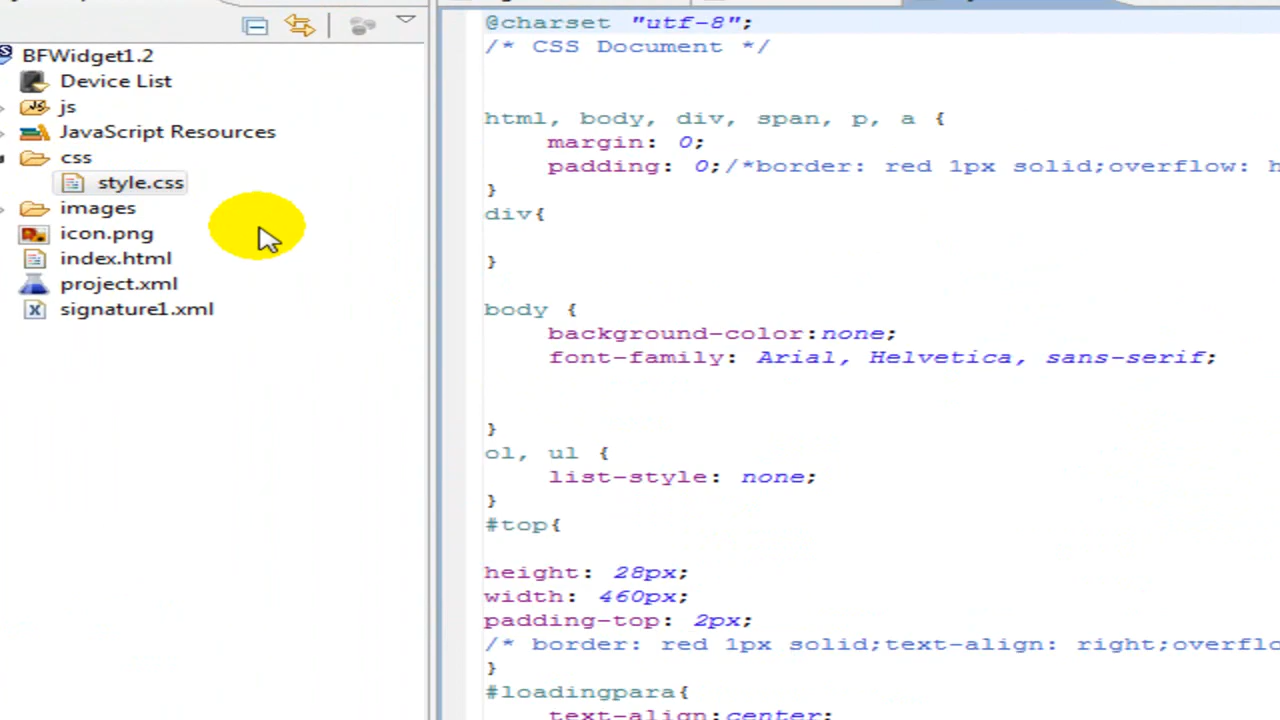 BFWidget1.2
Device List
js
JavaScript Resources
css
style.css
images
icon.png
index.html
project.xml
signature1.xml
@charset "utf-8";
/* CSS Document */
html, body, div, span, p, a {
margin: 0;
padding: 0;/*border: red 1px solid;overflow: h
}
div{
}
body {
background-color:none;
font-family: Arial, Helvetica, sans-serif;
}
ol, ul {
list-style: none;
}
#top{
height: 28px;
width: 460px;
padding-top: 2px;
/* border: red 1px solid;text-align: right;overflo
}
#loadingpara{
text-align:center;